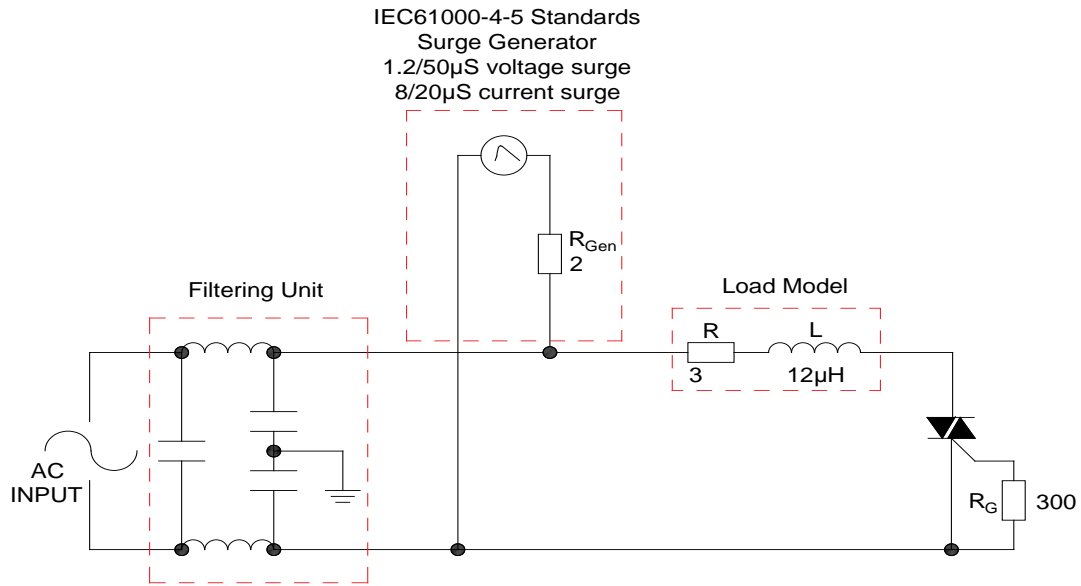 IEC61000-4-5 Standards
Surge Generator
1.2/50µS voltage surge
8/20µS current surge
RGen
2
Filtering Unit
Load Model
R
L
3
12µH
AC
INPUT
RG
300